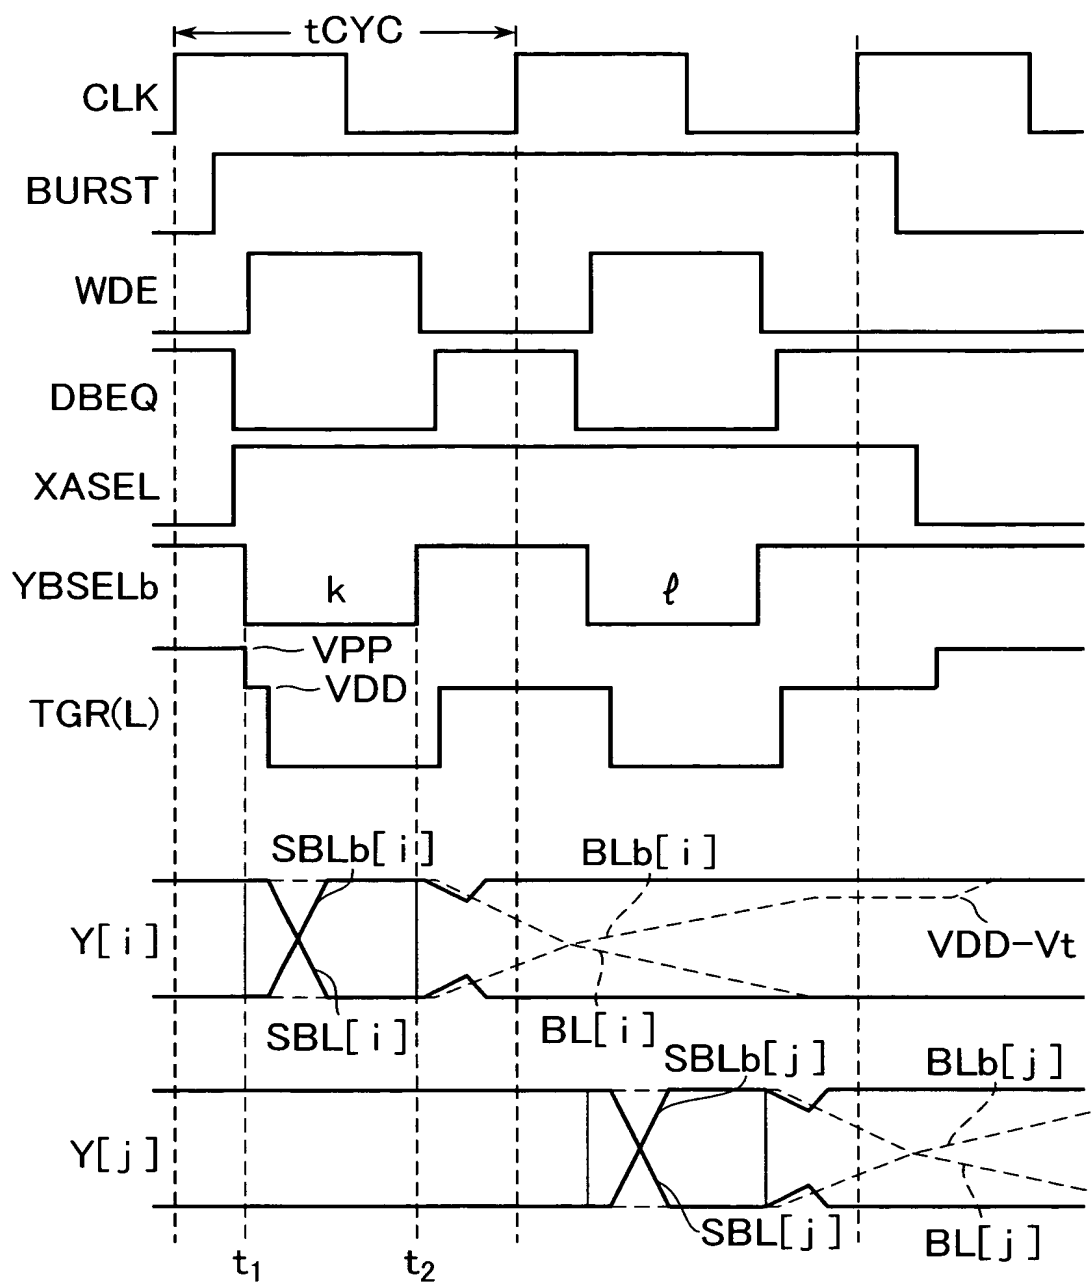 tCYC
CLK
BURST
WDE
DBEQ
XASEL
YBSELb
k
ℓ
VPP
VDD
TGR(L)
SBLb[i]
BLb[i]
Y[i]
VDD-Vt
SBL[i]
BL[i]
SBLb[j]
BLb[j]
Y[j]
SBL[j]
BL[j]
t1
t2